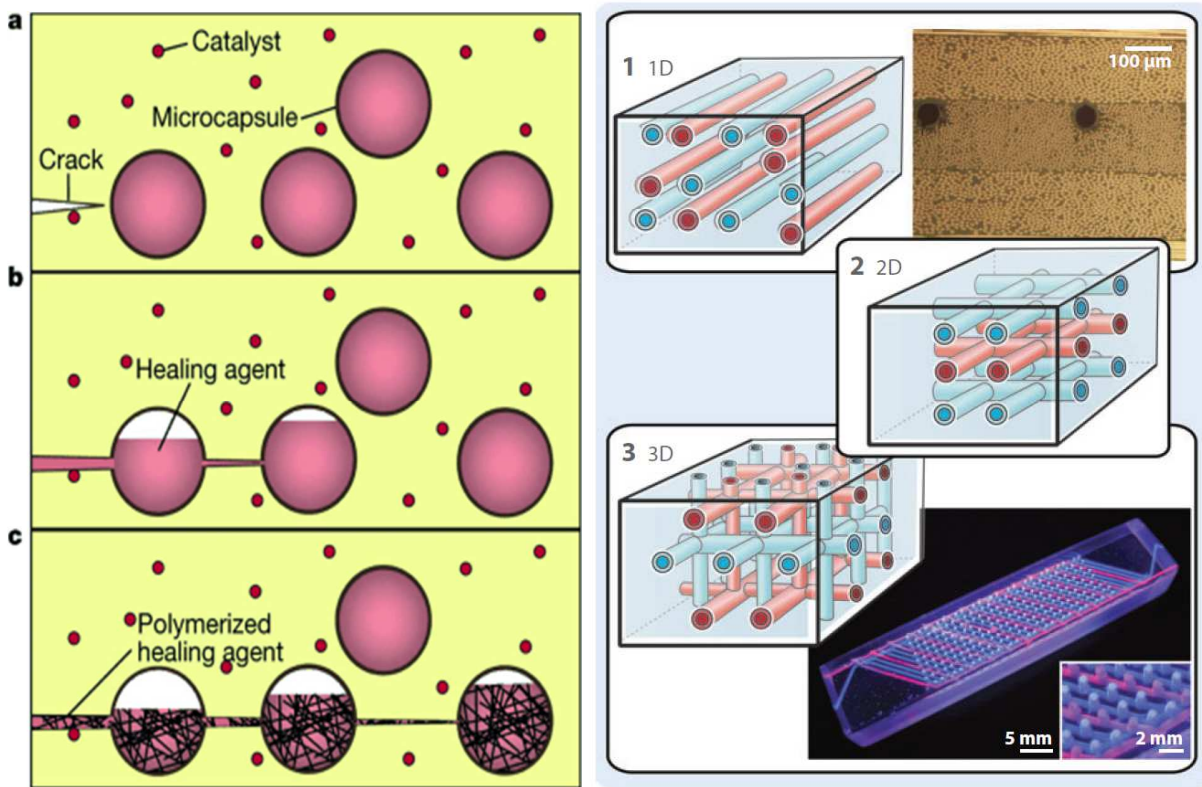 a
Catalyst
Microcapsule
Crack
b
Healing agent
c
Polymerized
healing agent
1 1D
100 µm
2 2D
3 3D
5 mm
2 mm